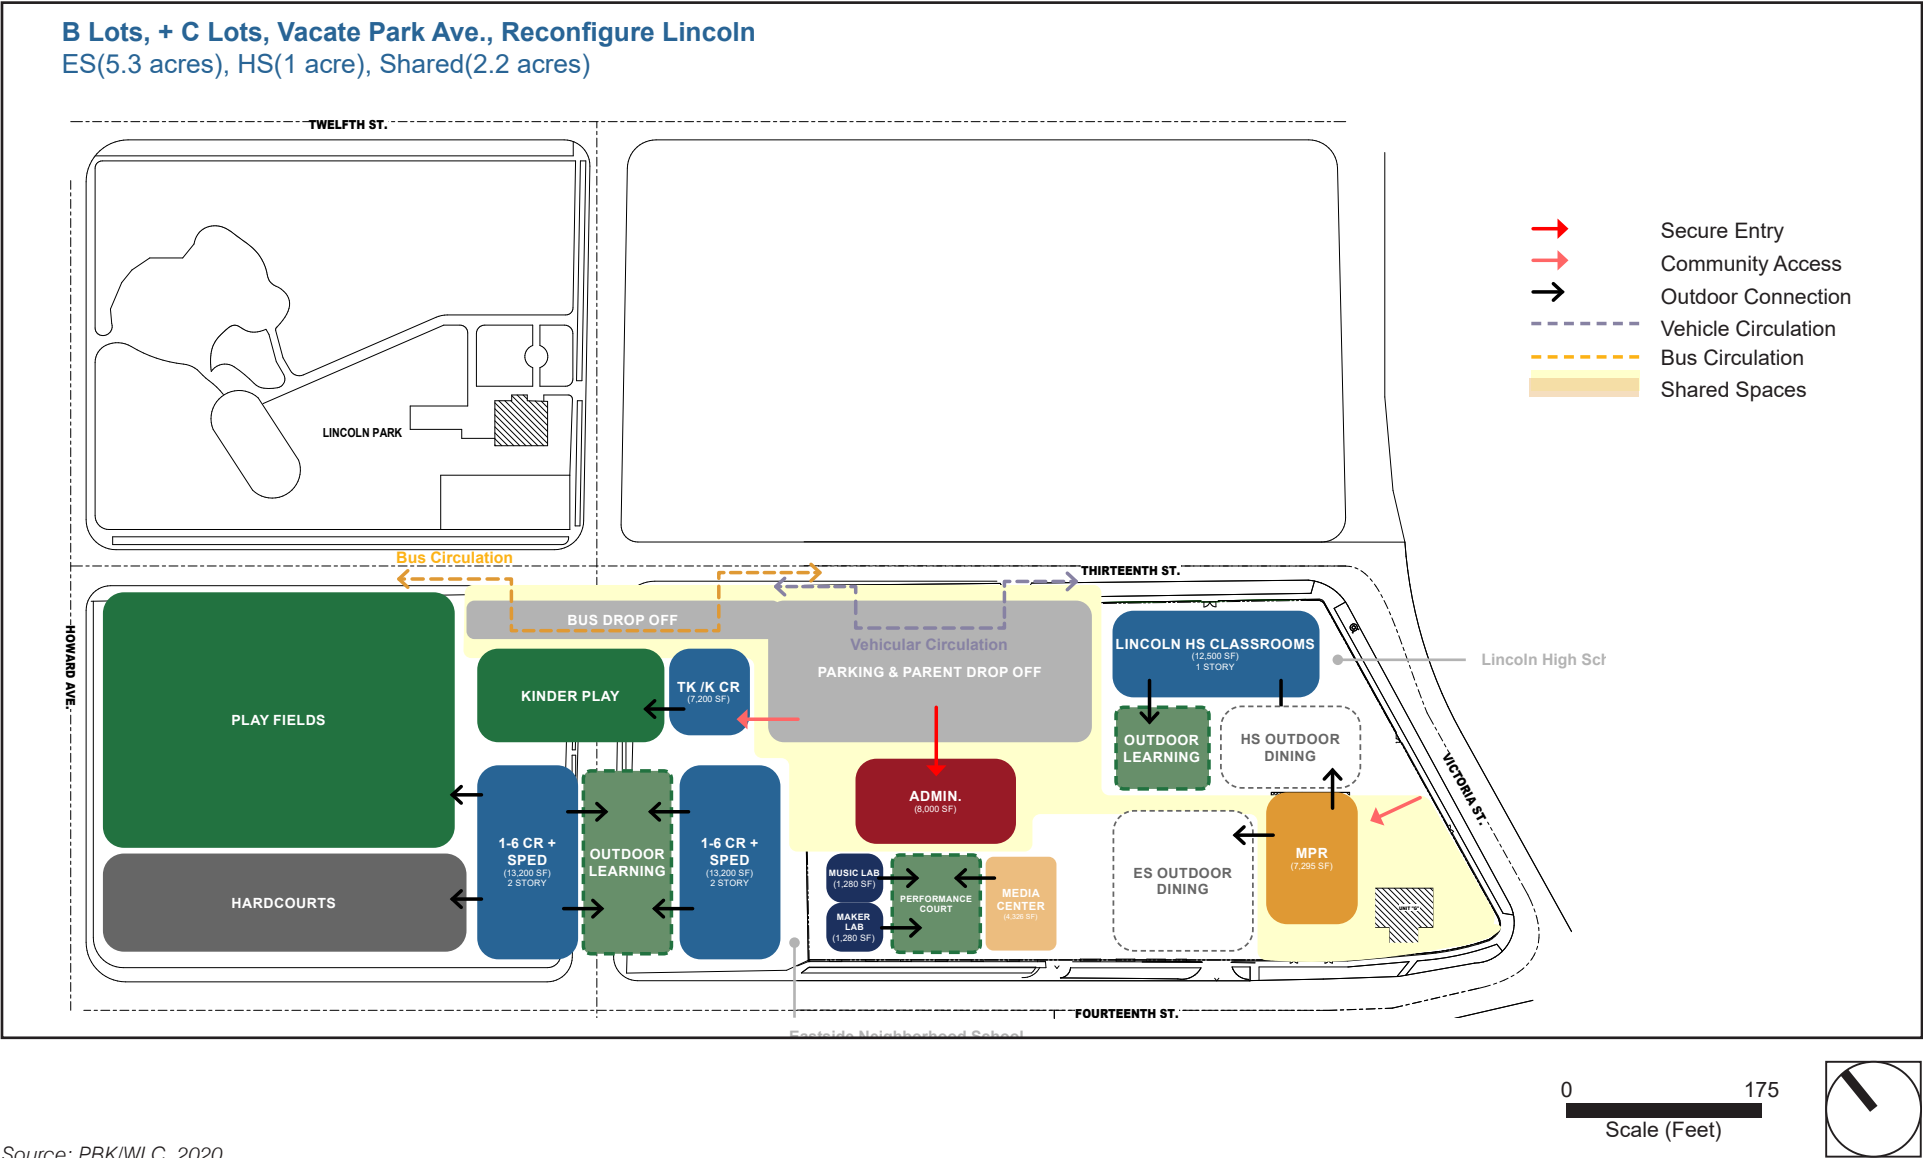 B Lots, + C Lots, Vacate Park Ave., Reconfigure Lincoln
ES(5.3 acres), HS(1 acre), Shared(2.2 acres)
TWELFTH ST.
Secure Entry
Community Access
Outdoor Connection
Vehicle Circulation
Bus Circulation
Shared Spaces
LINCOLN PARK
Bus Circulation
THIRTEENTH ST.
HOWARD AVE.
BUS DROP OFF
Vehicular Circulation
PARKING & PARENT DROP OFF
LINCOLN HS CLASSROOMS
(12,500 SF)
1 STORY
Lincoln High Sch
KINDER PLAY
TK /K CR
(7,200 SF)
PLAY FIELDS
OUTDOOR
LEARNING
HS OUTDOOR
DINING
VICTORIA ST.
ADMIN.
(8,000 SF)
1-6 CR +
SPED
(13,200 SF)
2 STORY
OUTDOOR
LEARNING
1-6 CR +
SPED
(13,200 SF)
2 STORY
HARDCOURTS
MUSIC LAB
(1,280 SF)
MAKER
LAB
(1,280 SF)
PERFORMANCE
COURT
MEDIA
CENTER
(4,326 SF)
ES OUTDOOR
DINING
MPR
(7,295 SF)
FOURTEENTH ST.
Eastside Neighborhood School
0 175
Scale (Feet)
Source: PBK/WLC, 2020